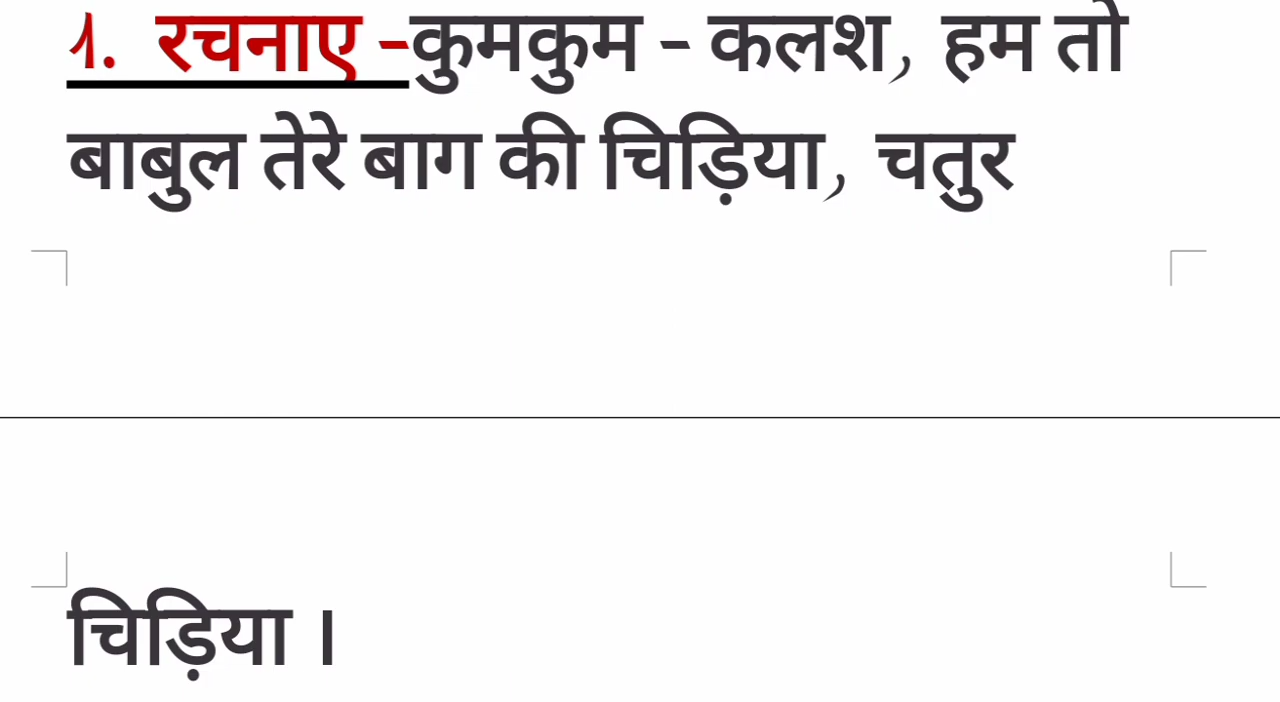 1. रचनाए -कुमकुम - कलश, हम तो
बाबुल तेरे बाग की चिड़िया, चतुर
चिड़िया ।